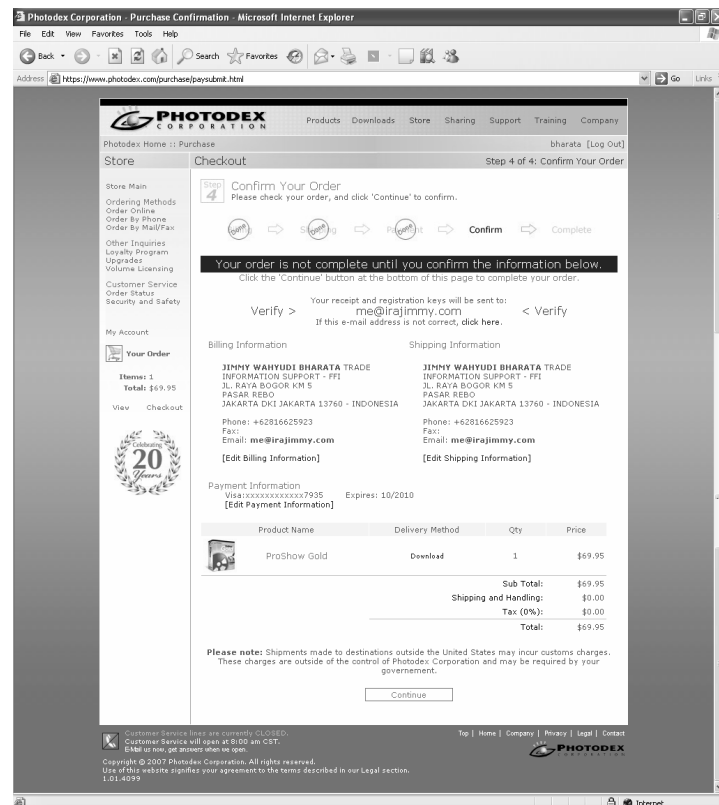 Photodex Corporation - Purchase Confirmation - Microsoft Internet Explorer
File Edit View Favorites Tools Help
Back Search Favorites
Address https://www.photodex.com/purchase/paysubmit.html Go Links
PHOTODEX
CORPORATION
Products Downloads Store Sharing Support Training Company
Photodex Home :: Purchase bharata [Log Out]
Store Checkout Step 4 of 4: Confirm Your Order
Store Main
Ordering Methods
Order Online
Order By Phone
Order By Mail/Fax
Other Inquiries
Loyalty Program
Upgrades
Volume Licensing
Customer Service
Order Status
Security and Safety
My Account
Your Order
Items: 1
Total: $69.95
View Checkout
Celebrating
20
Years
Step
4
Confirm Your Order
Please check your order, and click 'Continue' to confirm.
Done Done Done Confirm Complete
Your order is not complete until you confirm the information below.
Click the 'Continue' button at the bottom of this page to complete your order.
Your receipt and registration keys will be sent to:
Verify > me@irajimmy.com < Verify
If this e-mail address is not correct, click here.
Billing Information
JIMMY WAHYUDI BHARATA TRADE
INFORMATION SUPPORT - FFI
JL. RAYA BOGOR KM 5
PASAR REBO
JAKARTA DKI JAKARTA 13760 - INDONESIA
Phone: +62816625923
Fax:
Email: me@irajimmy.com
[Edit Billing Information]
Shipping Information
JIMMY WAHYUDI BHARATA TRADE
INFORMATION SUPPORT - FFI
JL. RAYA BOGOR KM 5
PASAR REBO
JAKARTA DKI JAKARTA 13760 - INDONESIA
Phone: +62816625923
Fax:
Email: me@irajimmy.com
[Edit Shipping Information]
Payment Information
Visa:xxxxxxxxxxxx7935 Expires: 10/2010
[Edit Payment Information]
Product Name Delivery Method Qty Price
ProShow Gold Download 1 $69.95
Sub Total: $69.95
Shipping and Handling: $0.00
Tax (0%): $0.00
Total: $69.95
Please note: Shipments made to destinations outside the United States may incur customs charges.
These charges are outside of the control of Photodex Corporation and may be required by your
governement.
Continue
Customer Service lines are currently CLOSED.
Customer Service will open at 8:00 am CST.
E-Mail us now, get answers when we open.
Top | Home | Company | Privacy | Legal | Contact
PHOTODEX
CORPORATION
Copyright © 2007 Photodex Corporation. All rights reserved.
Use of this website signifies your agreement to the terms described in our Legal section.
1.01.4099
Internet